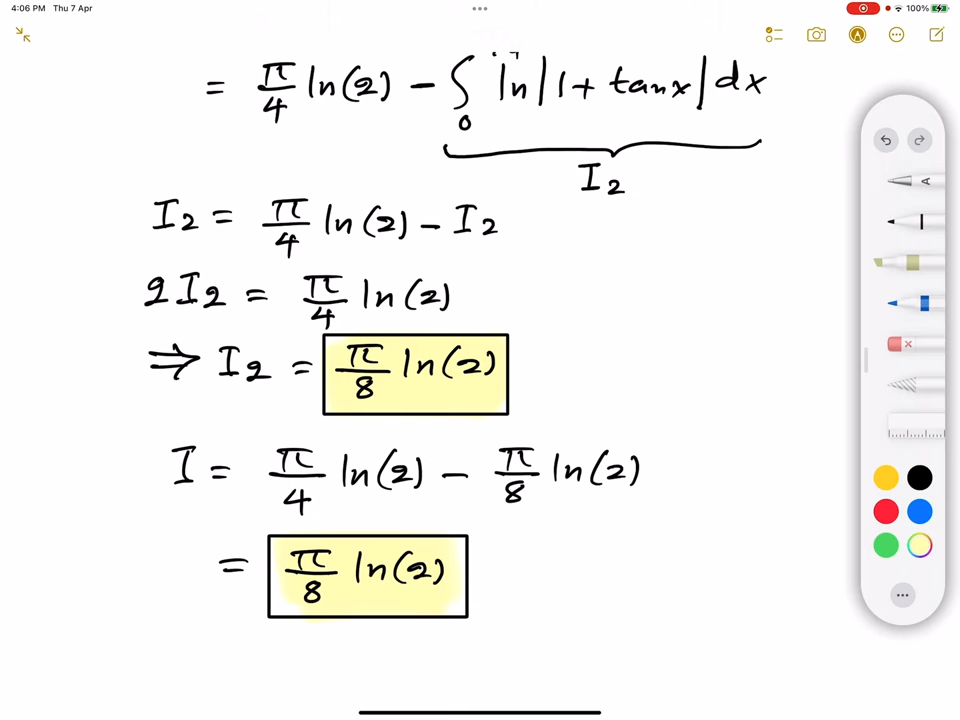 4:06 PM Thu 7 Apr
100%
= π/4 ln(2) - ∫₀ ln|1 + tanx| dx
I₂
I₂ = π/4 ln(2) - I₂
2I₂ = π/4 ln(2)
⇒ I₂ = π/8 ln(2)
I = π/4 ln(2) - π/8 ln(2)
= π/8 ln(2)
A